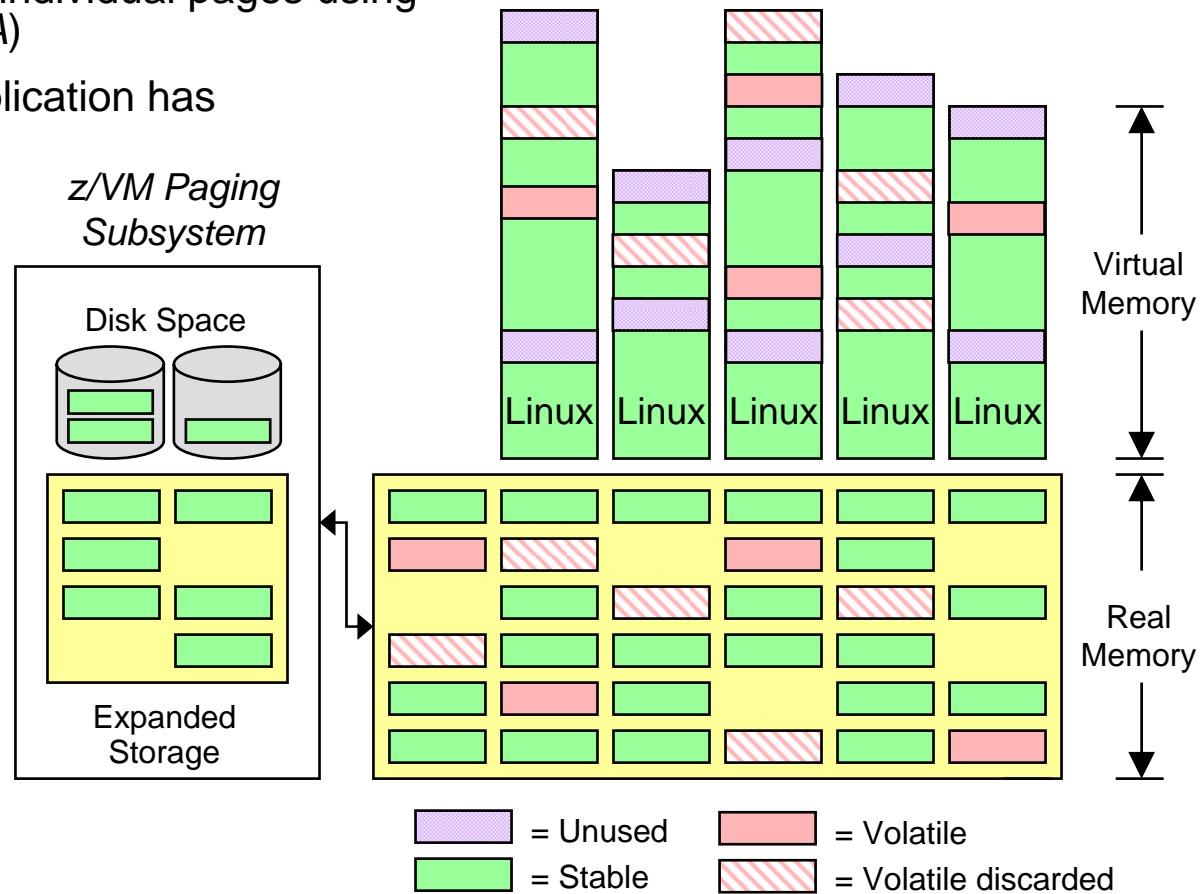 individual pages using
A)
plication has
z/VM Paging
Subsystem
Disk Space
Expanded
Storage
Linux
Linux
Linux
Linux
Linux
Virtual
Memory
Real
Memory
= Unused
= Volatile
= Stable
= Volatile discarded